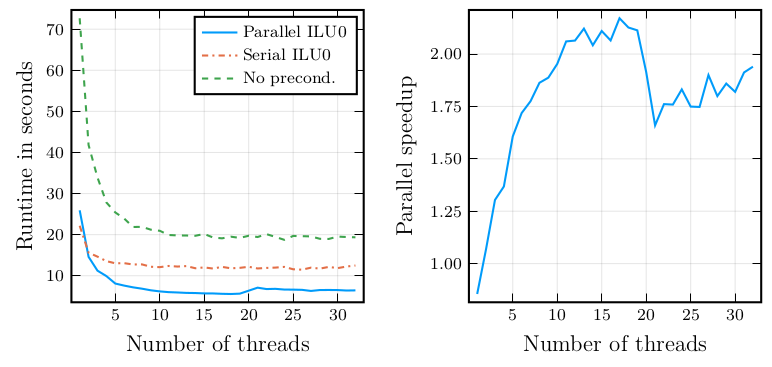 Runtime in seconds
70
60
50
40
30
20
10
5 10 15 20 25 30
Number of threads
Parallel ILU0
Serial ILU0
No precond.
Parallel speedup
2.00
1.75
1.50
1.25
1.00
5 10 15 20 25 30
Number of threads